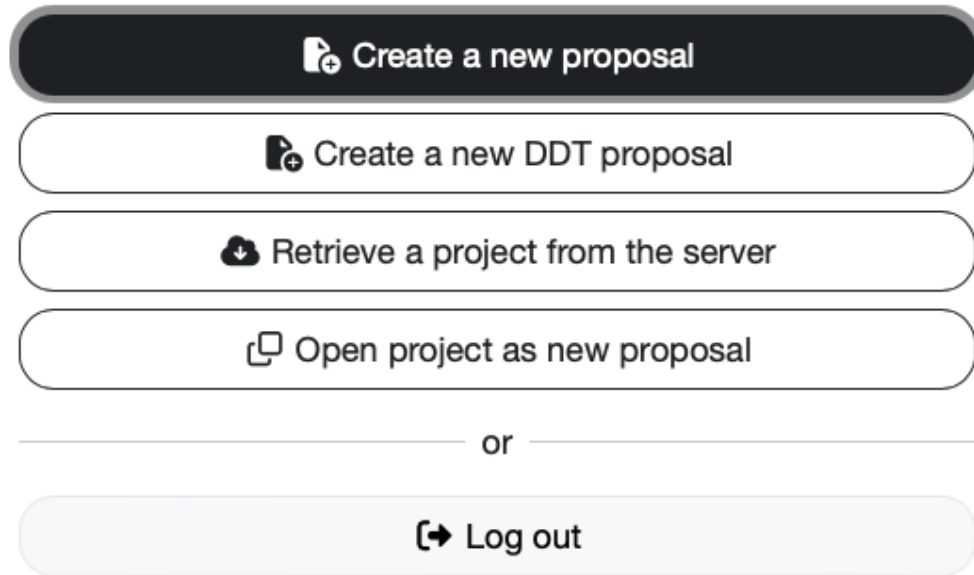 Create a new proposal
Create a new DDT proposal
Retrieve a project from the server
Open project as new proposal
or
Log out